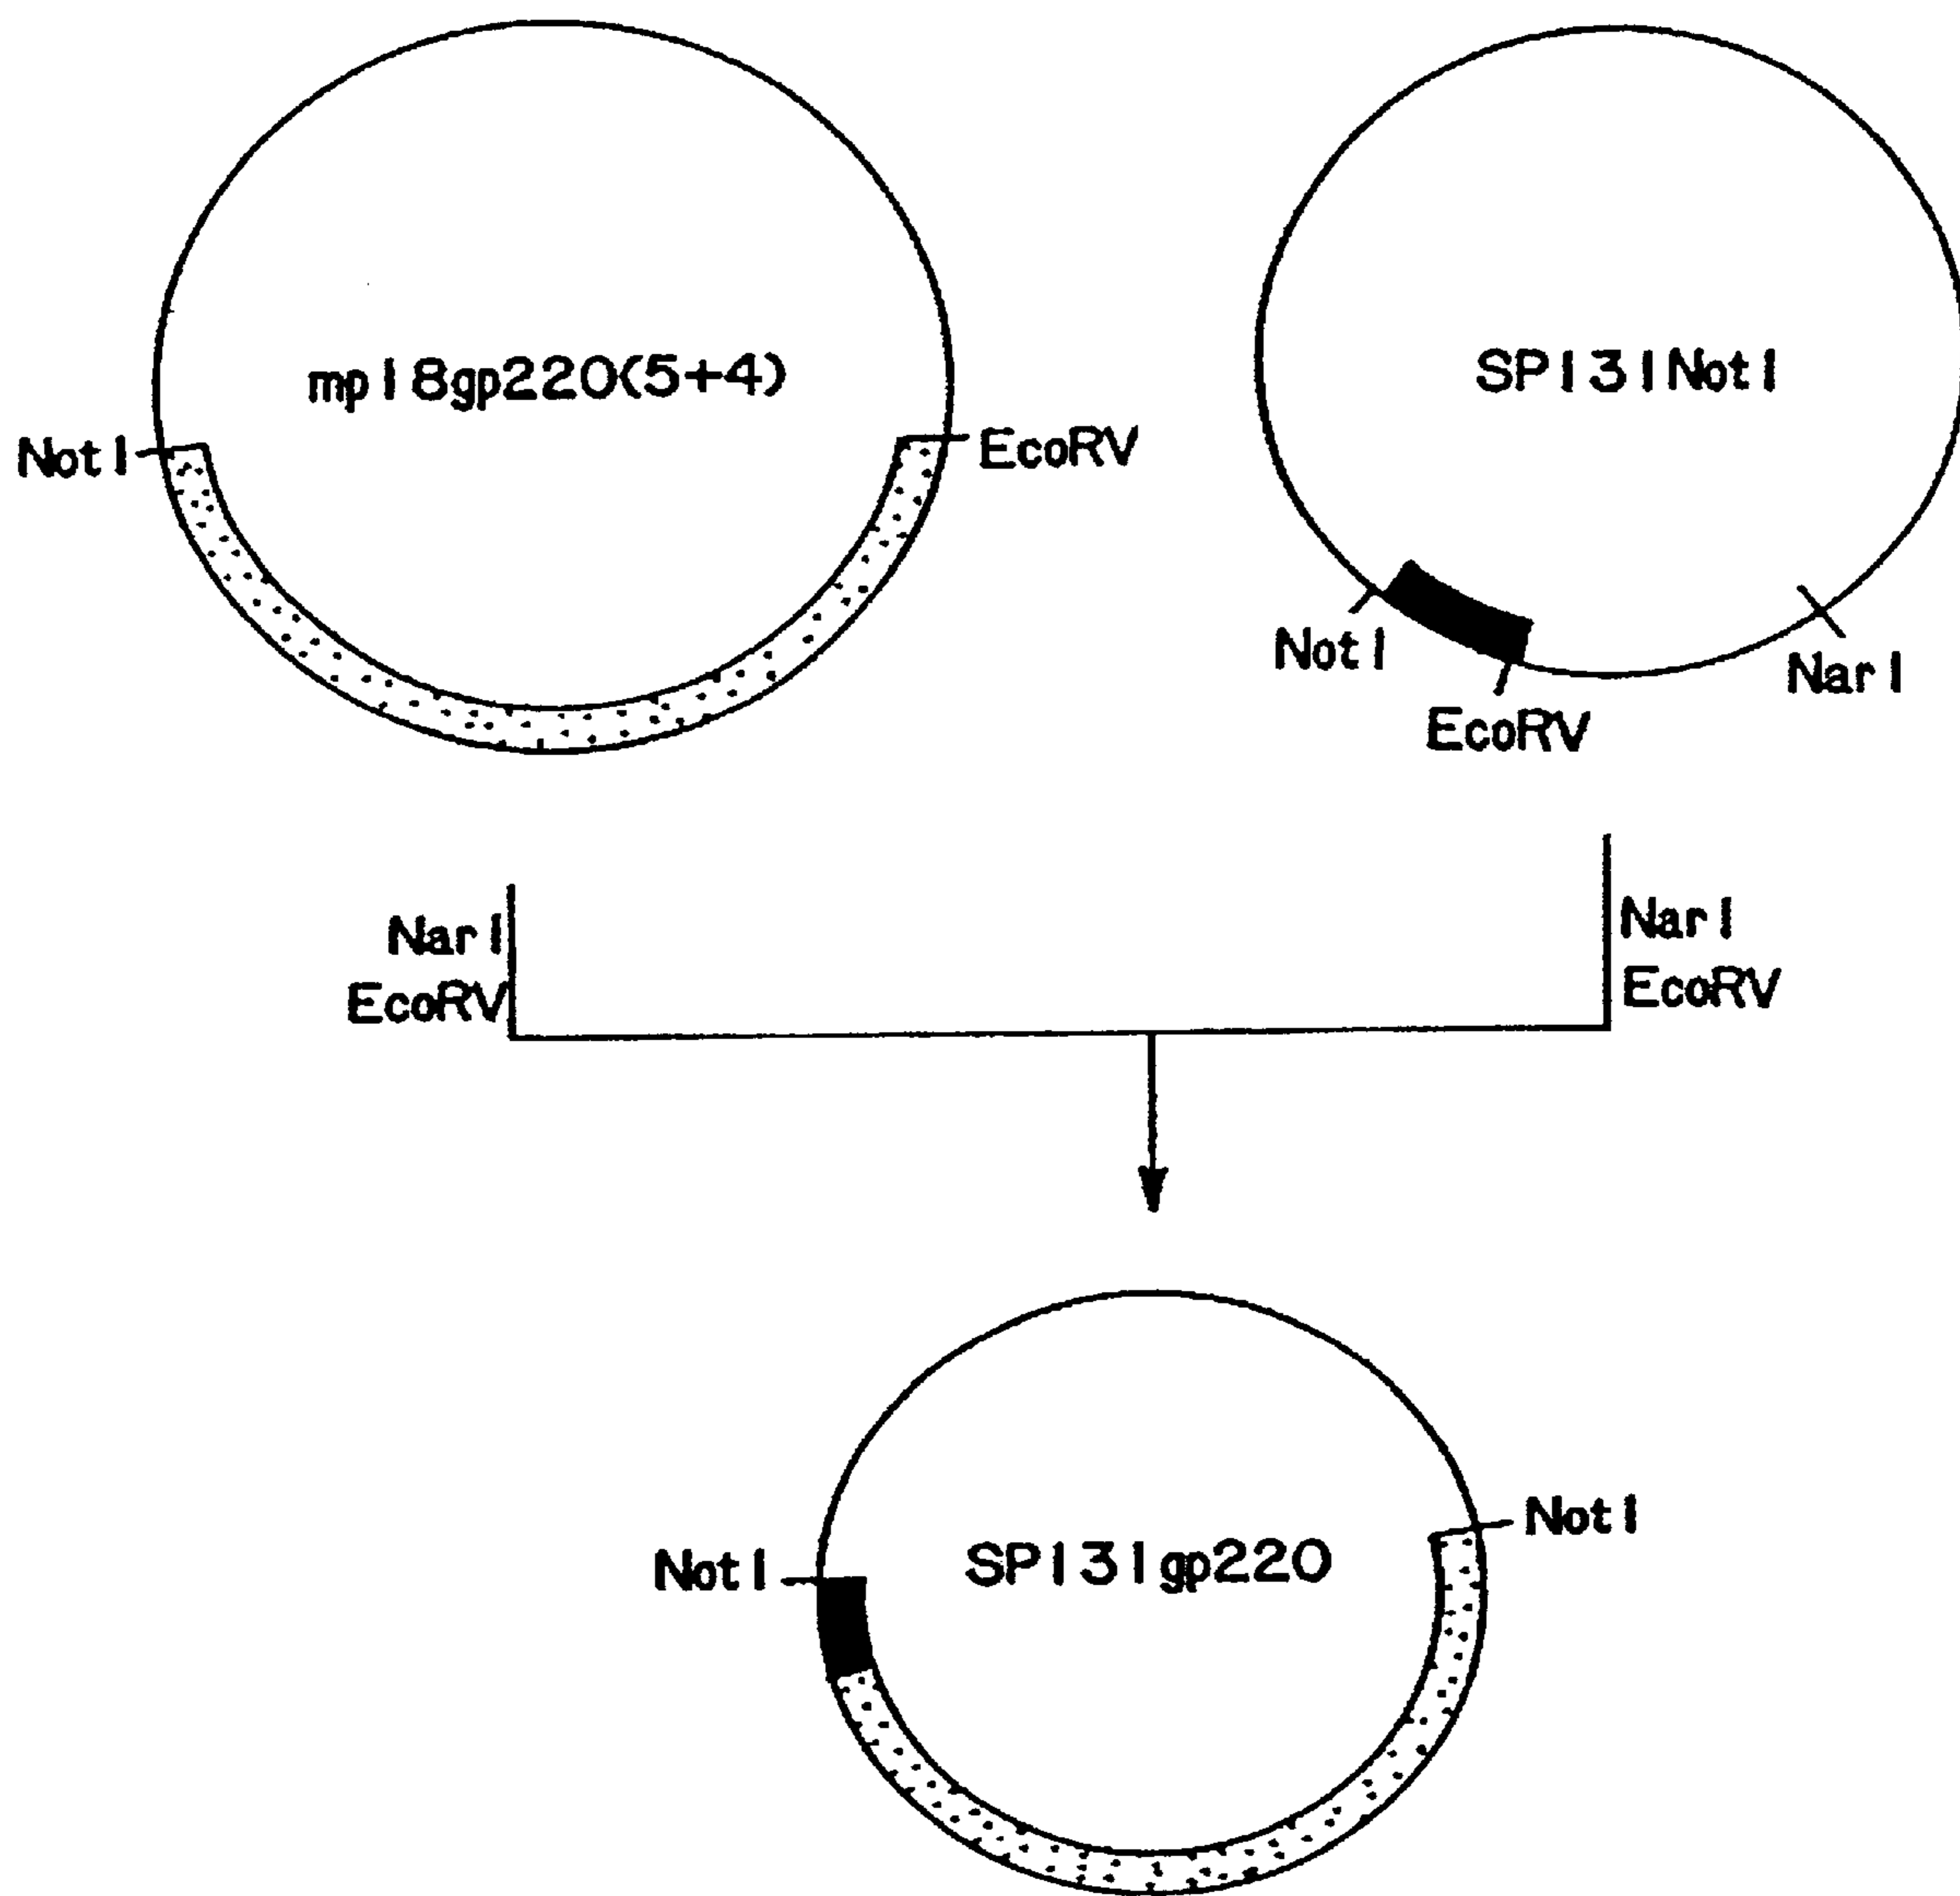 mp18gp220(5+4)
SP131Not1
Not1
EcoRV
Not1
Nar1
EcoRV
Nar1
EcoRV
Nar1
EcoRV
SP131gp220
Not1
Not1